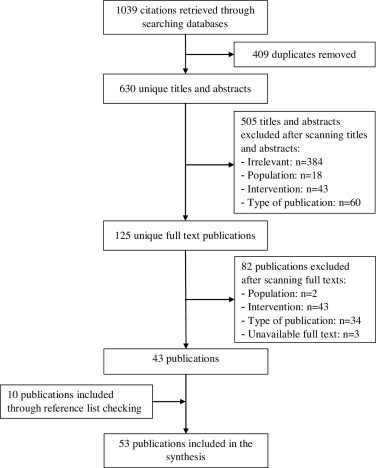 1039 citations retrieved through
searching databases
409 duplicates removed
630 unique titles and abstracts
505 titles and abstracts
excluded after scanning titles
and abstracts:
- Irrelevant: n=384
- Population: n=18
- Intervention: n=43
- Type of publication: n=60
125 unique full text publications
82 publications excluded
after scanning full texts:
- Population: n=2
- Intervention: n=43
- Type of publication: n=34
- Unavailable full text: n=3
43 publications
10 publications included
through reference list checking
53 publications included in the
synthesis